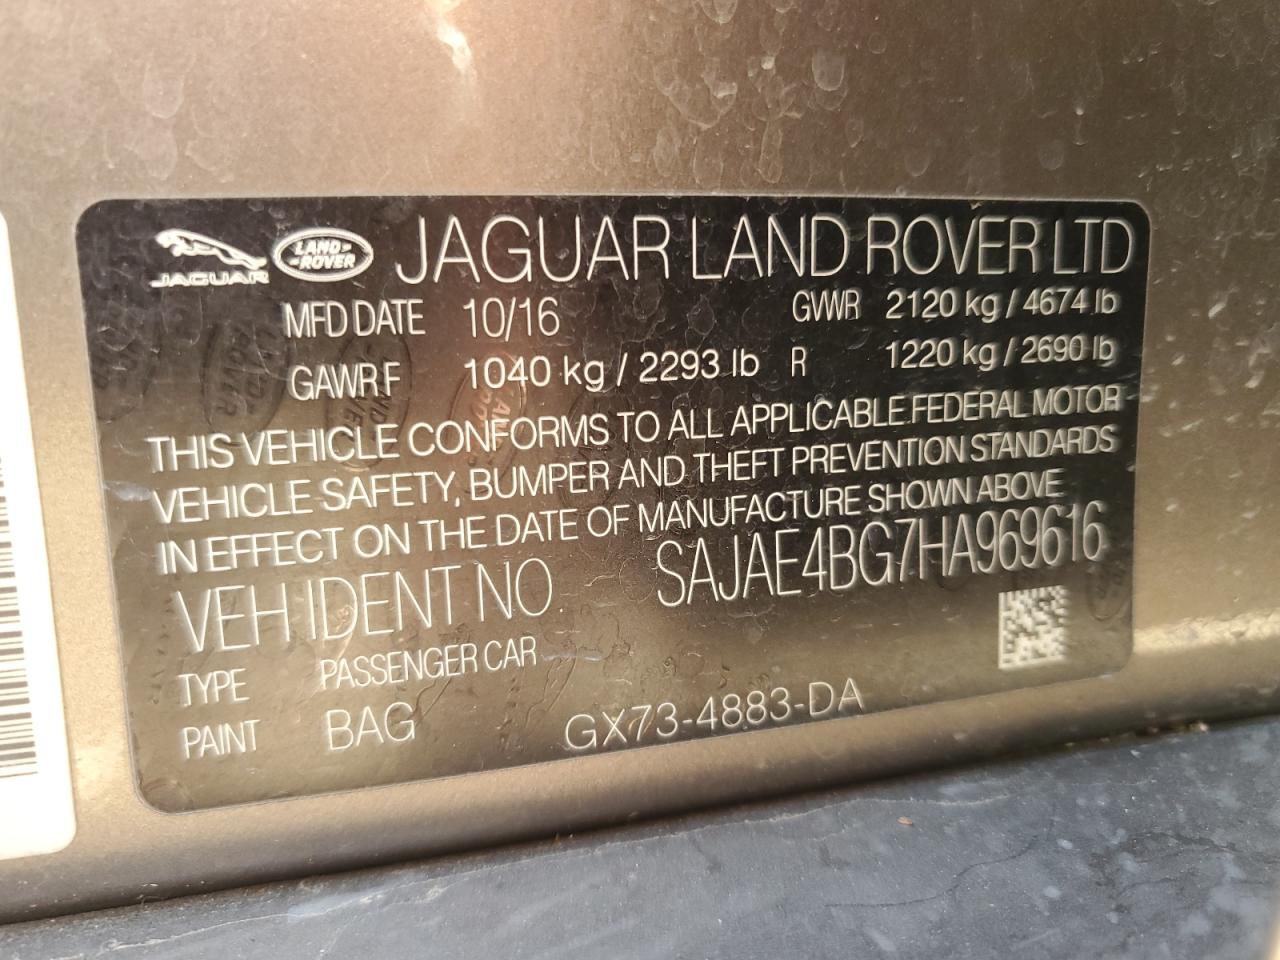 JAGUAR LAND-ROVER JAGUAR LAND ROVER LTD
MFD DATE 10/16 GVWR 2120 kg / 4674 lb
GAWR F 1040 kg / 2293 lb R 1220 kg / 2690 lb
THIS VEHICLE CONFORMS TO ALL APPLICABLE FEDERAL MOTOR
VEHICLE SAFETY, BUMPER AND THEFT PREVENTION STANDARDS
IN EFFECT ON THE DATE OF MANUFACTURE SHOWN ABOVE
VEH IDENT NO SAJAE4BG7HA969616
TYPE PASSENGER CAR
PAINT BAG GX73-4883-DA